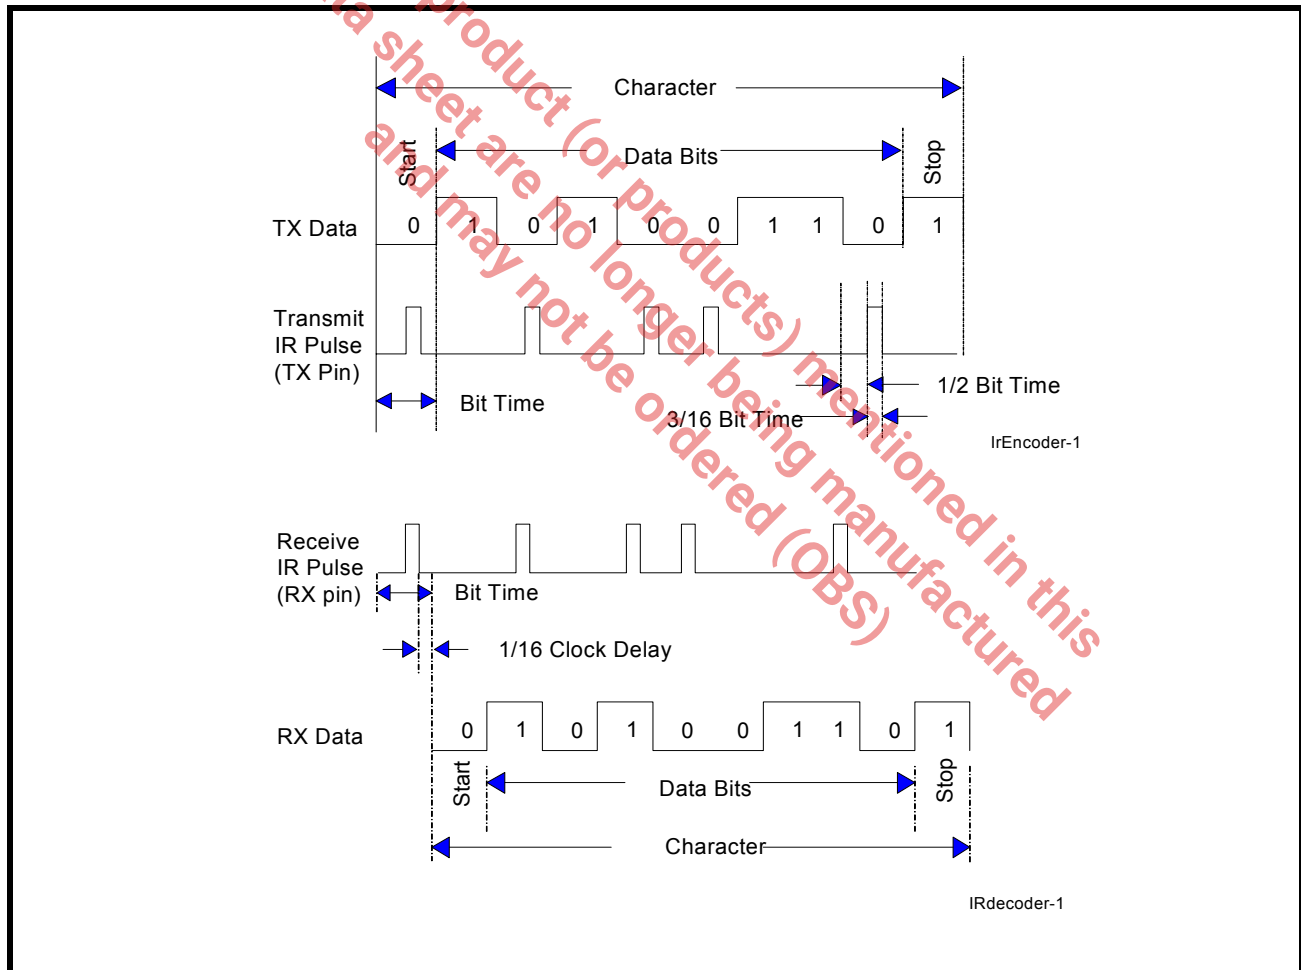 Character
Start
Data Bits
Stop
TX Data
0 1 0 1 0 0 1 1 0 1
Transmit
IR Pulse
(TX Pin)
Bit Time
1/2 Bit Time
3/16 Bit Time
IrEncoder-1
Receive
IR Pulse
(RX pin)
Bit Time
1/16 Clock Delay
RX Data
0 1 0 1 0 0 1 1 0 1
Start
Data Bits
Stop
Character
IRdecoder-1
product (or products) mentioned in this
sheet are no longer being manufactured
and may not be ordered (OBS)